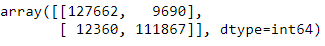 array([[127662,   9690],
       [ 12360, 111867]], dtype=int64)